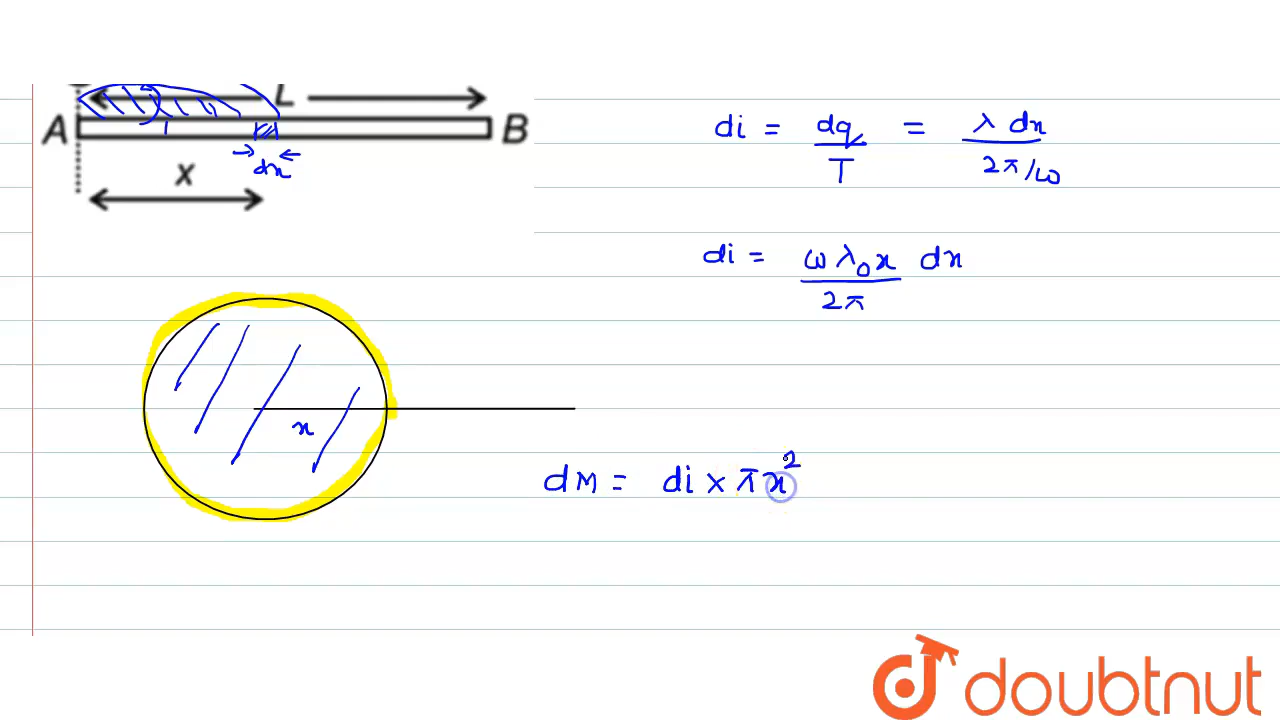 L
A B
dx
x
di = dq/T = λ dx / 2π/ω
di = ωλ₀x / 2π dx
x
dM = di × πx²
doubtnut